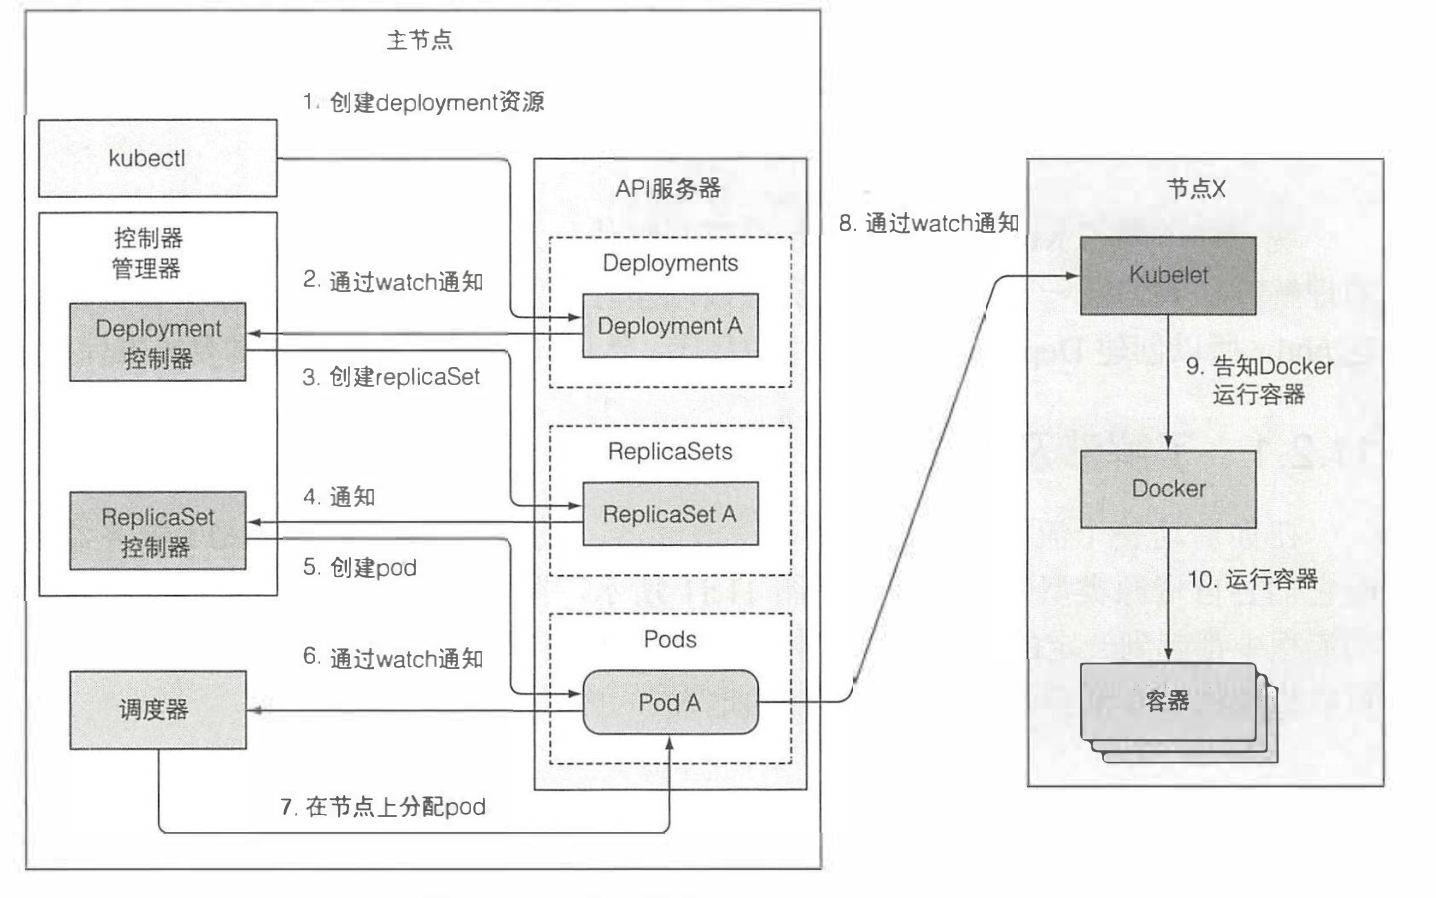 主节点
1. 创建deployment资源
kubectl
API服务器
节点X
控制器
管理器
8. 通过watch通知
Deployments
Kubelet
2. 通过watch通知
Deployment
控制器
Deployment A
3. 创建replicaSet
9. 告知Docker
运行容器
ReplicaSets
4. 通知
ReplicaSet
控制器
ReplicaSet A
Docker
5. 创建pod
10. 运行容器
Pods
6. 通过watch通知
调度器
Pod A
容器
7. 在节点上分配pod
11.2.1